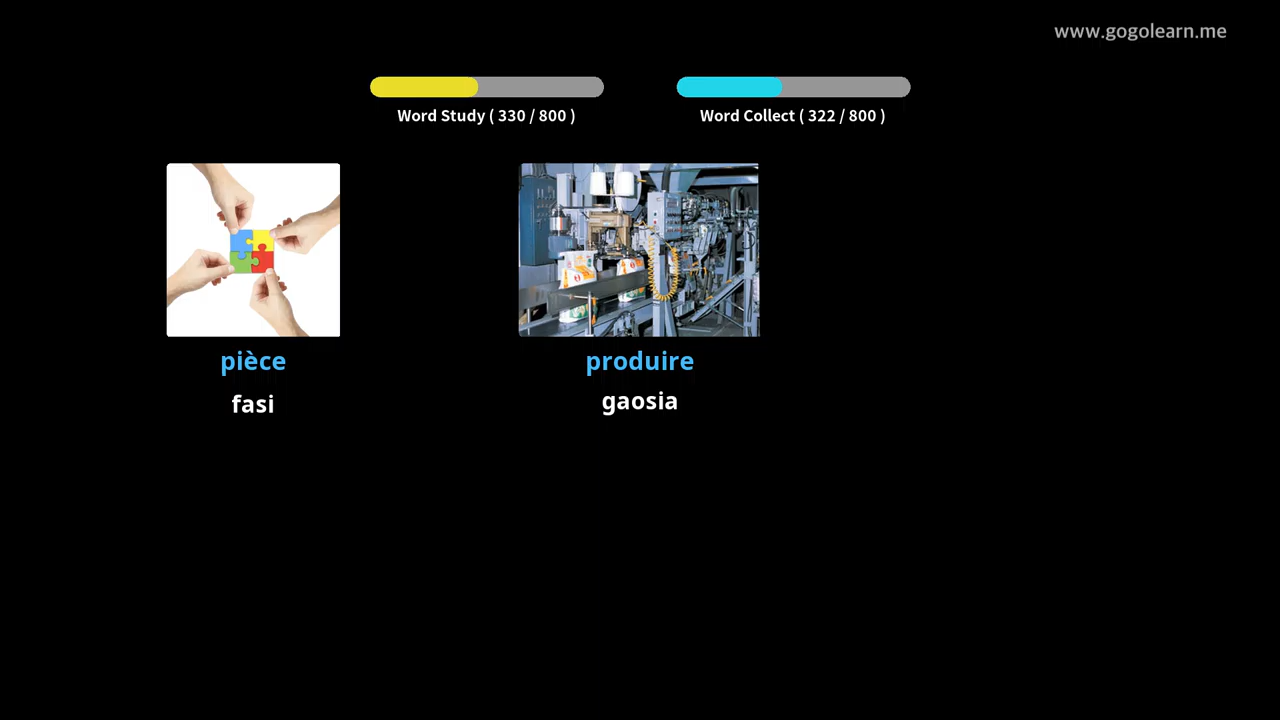 www.gogolearn.me
Word Study ( 330 / 800 )
Word Collect ( 322 / 800 )
pièce
produire
fasi
gaosia